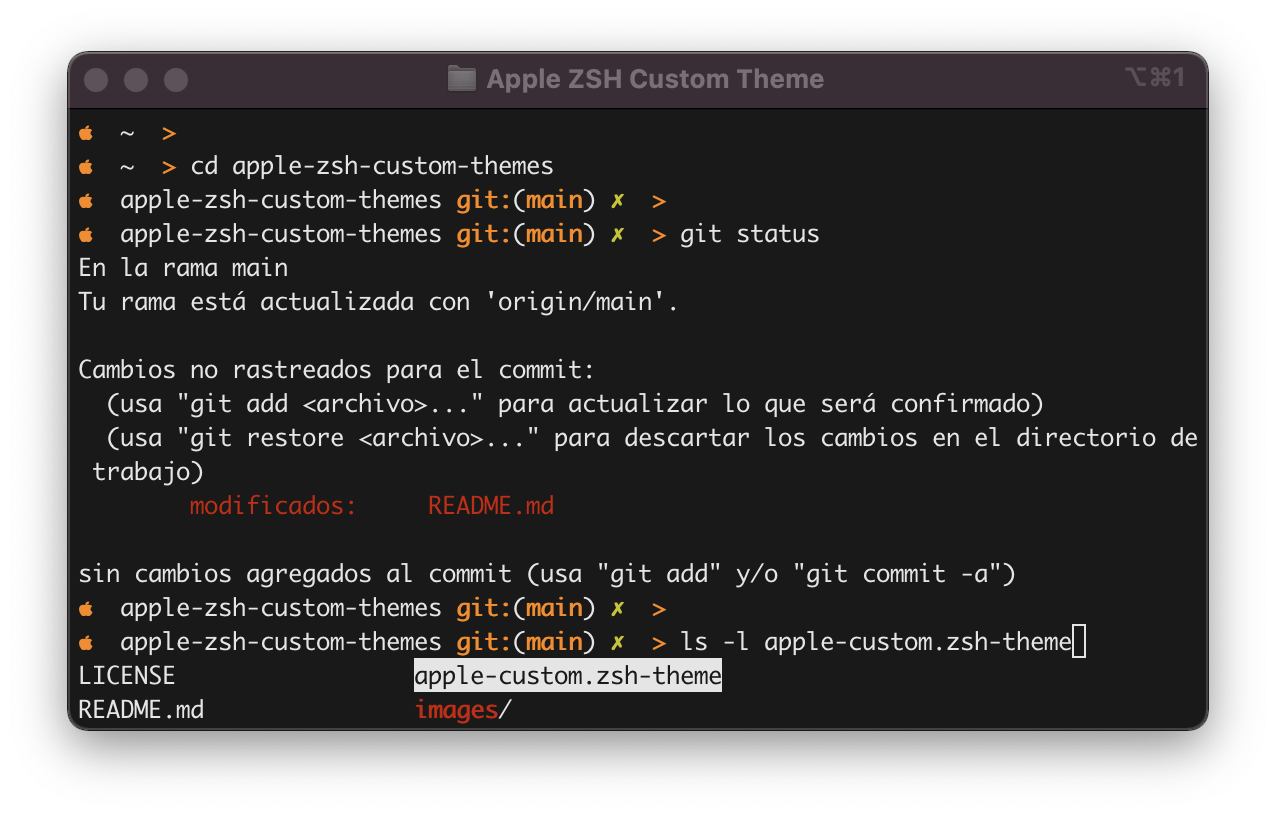 Apple ZSH Custom Theme ⌥⌘1
 ~ >
 ~ > cd apple-zsh-custom-themes
 apple-zsh-custom-themes git:(main) ✗ >
 apple-zsh-custom-themes git:(main) ✗ > git status
En la rama main
Tu rama está actualizada con 'origin/main'.
Cambios no rastreados para el commit:
(usa "git add <archivo>..." para actualizar lo que será confirmado)
(usa "git restore <archivo>..." para descartar los cambios en el directorio de
trabajo)
modificados: README.md
sin cambios agregados al commit (usa "git add" y/o "git commit -a")
 apple-zsh-custom-themes git:(main) ✗ >
 apple-zsh-custom-themes git:(main) ✗ > ls -l apple-custom.zsh-theme
LICENSE apple-custom.zsh-theme
README.md images/